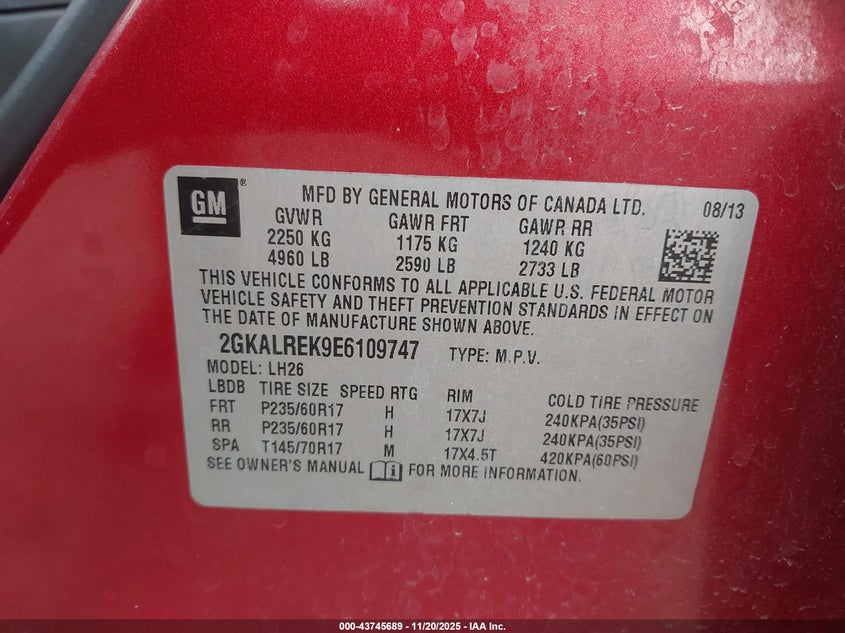 GM ®
MFD BY GENERAL MOTORS OF CANADA LTD. 08/13
GVWR GAWR FRT GAWR RR
2250 KG 1175 KG 1240 KG
4960 LB 2590 LB 2733 LB
THIS VEHICLE CONFORMS TO ALL APPLICABLE U.S. FEDERAL MOTOR
VEHICLE SAFETY AND THEFT PREVENTION STANDARDS IN EFFECT ON
THE DATE OF MANUFACTURE SHOWN ABOVE.
2GKALREK9E6109747 TYPE: M.P.V.
MODEL: LH26
LBDB TIRE SIZE SPEED RTG RIM COLD TIRE PRESSURE
FRT P235/60R17 H 17X7J 240KPA(35PSI)
RR P235/60R17 H 17X7J 240KPA(35PSI)
SPA T145/70R17 M 17X4.5T 420KPA(60PSI)
SEE OWNER'S MANUAL FOR MORE INFORMATION.
000-43745689 - 11/20/2025 - IAA Inc.